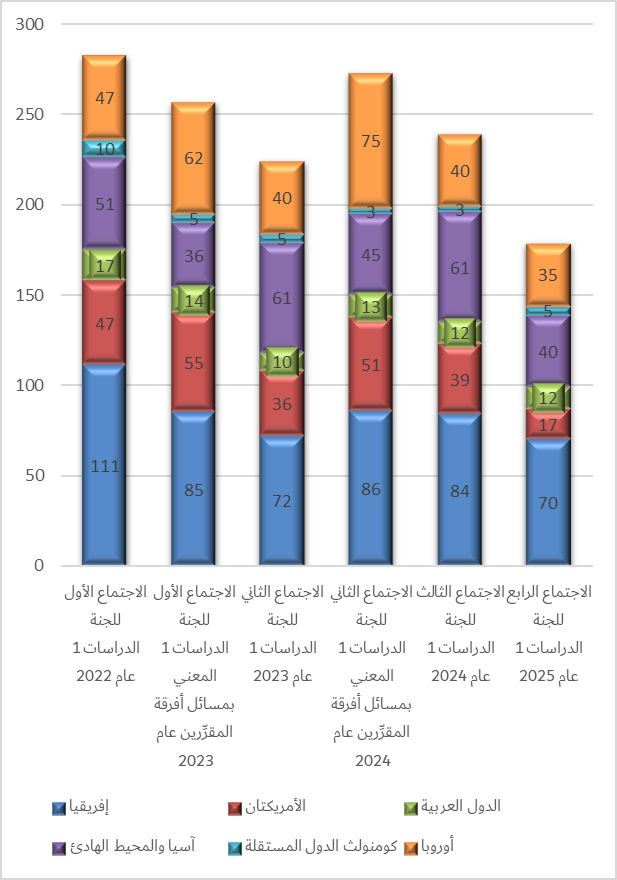 300
250
200
150
100
50
0
47
10
51
17
47
111
62
5
36
14
55
85
40
5
61
10
36
72
75
3
45
13
51
86
40
3
61
12
39
84
35
5
40
12
17
70
الاجتماع الأول
للجنة
الدراسات 1
عام 2022
الاجتماع الأول
للجنة
الدراسات 1
المعني
بمسائل أفرقة
المقرِّرين عام
2023
الاجتماع الثاني
للجنة
الدراسات 1
عام 2023
الاجتماع الثاني
للجنة
الدراسات 1
المعني
بمسائل أفرقة
المقرِّرين عام
2024
الاجتماع الثالث
للجنة
الدراسات 1
عام 2024
الاجتماع الرابع
للجنة
الدراسات 1
عام 2025
إفريقيا
الأمريكتان
الدول العربية
آسيا والمحيط الهادئ
كومنولث الدول المستقلة
أوروبا